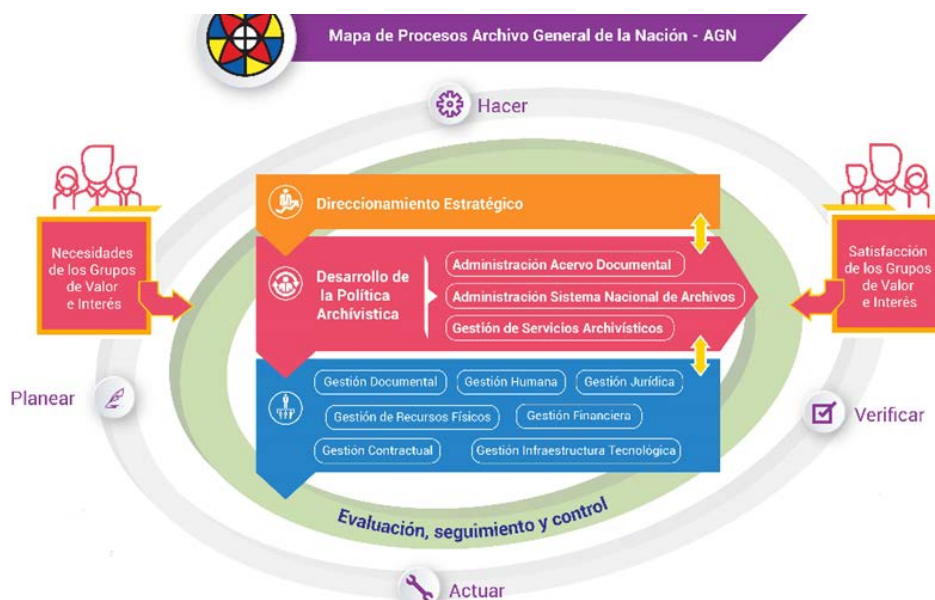 Mapa de Procesos Archivo General de la Nación - AGN
Hacer
Necesidades
de los Grupos
de Valor
e Interés
Direccionamiento Estratégico
Desarrollo de
la Política
Archívistica
Administración Acervo Documental
Administración Sistema Nacional de Archivos
Gestión de Servicios Archivísticos
Satisfacción
de los Grupos
de Valor
e Interés
Gestión Documental
Gestión Humana
Gestión Jurídica
Gestión de Recursos Físicos
Gestión Financiera
Gestión Contractual
Gestión Infraestructura Tecnológica
Planear
Verificar
Evaluación, seguimiento y control
Actuar